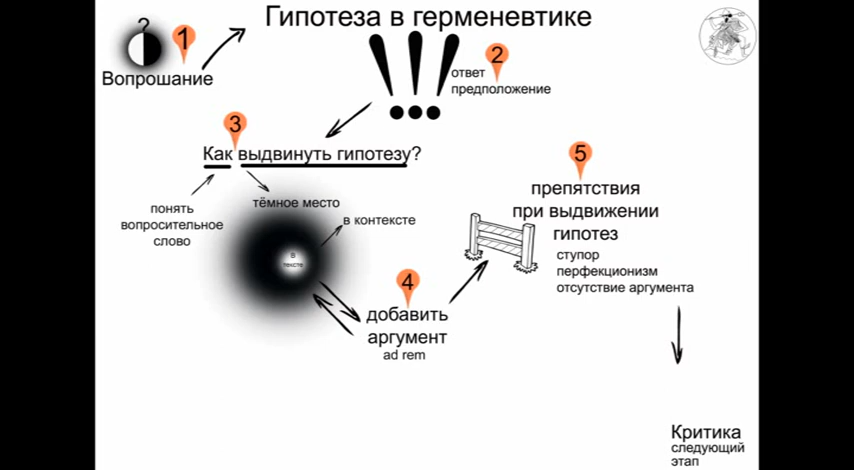 Гипотеза в герменевтике
?
1
Вопрошание
!!!
2
ответ
предположение
3
Как выдвинуть гипотезу?
понять
вопросительное
слово
тёмное место
в контексте
в
тексте
4
добавить
аргумент
ad rem
5
препятствия
при выдвижении
гипотез
ступор
перфекционизм
отсутствие аргумента
Критика
следующий
этап